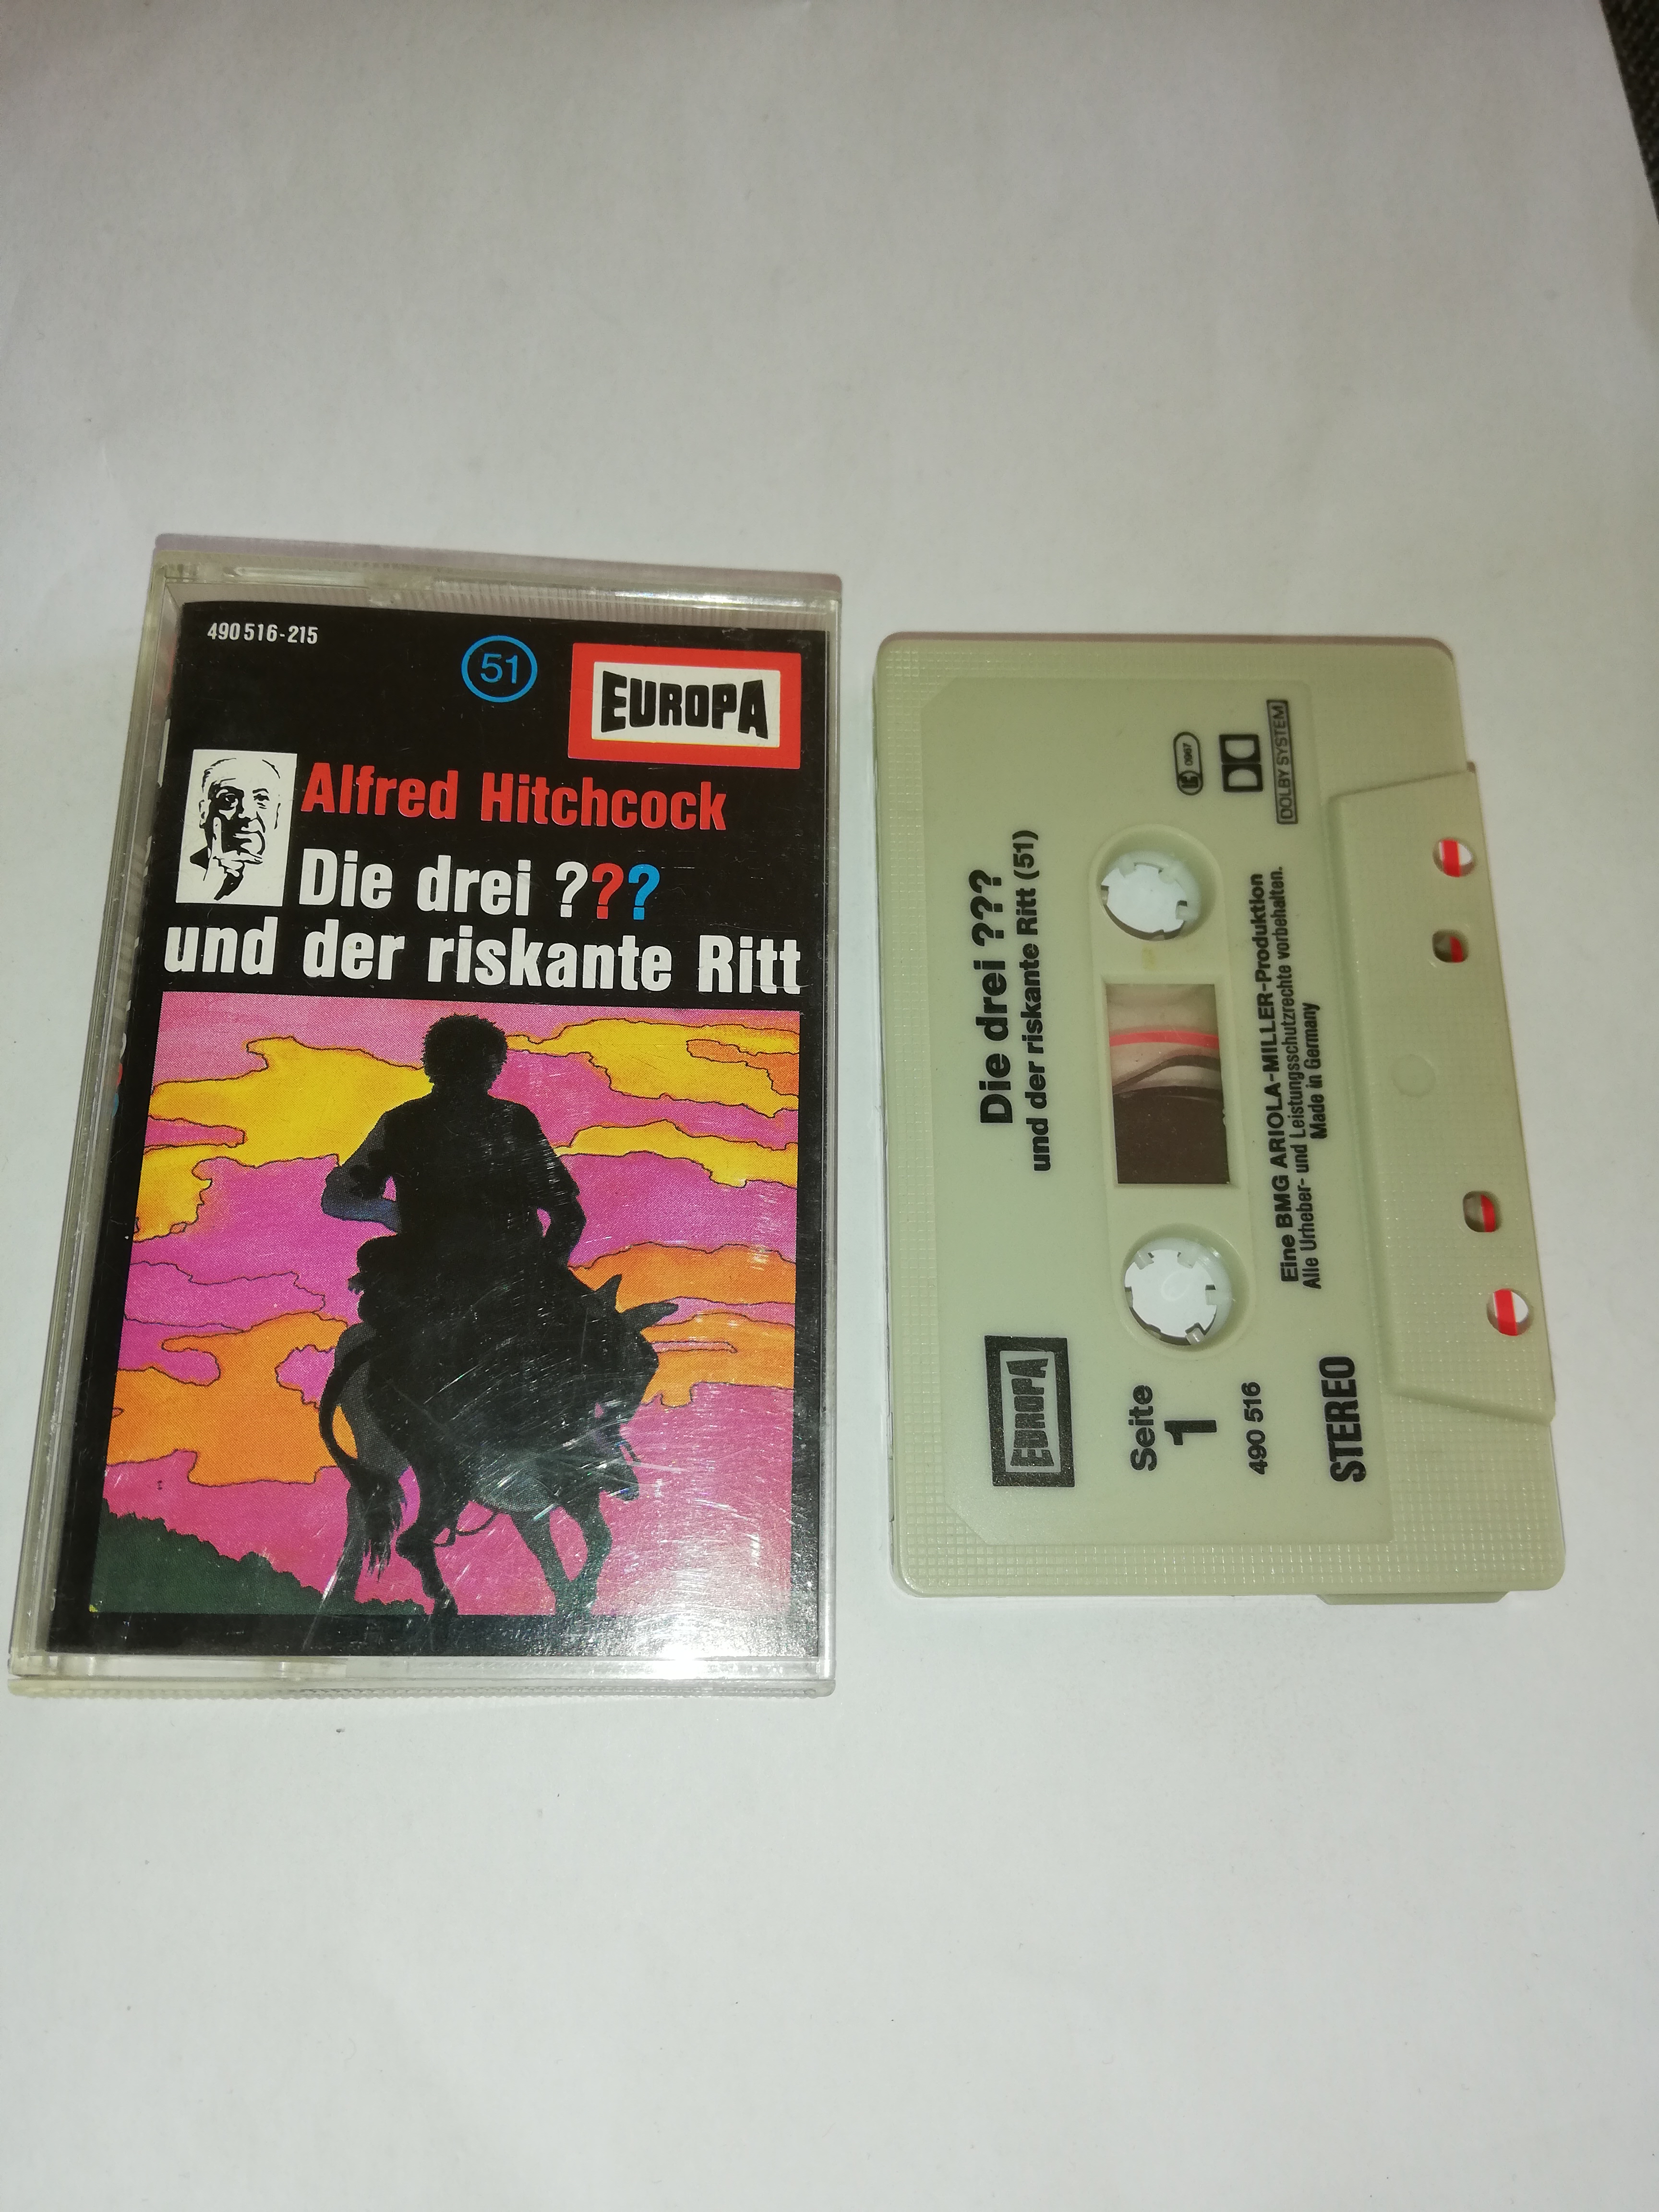 490 516-215
51
EUROPA
Alfred Hitchcock
Die drei ???
und der riskante Ritt
Die drei ???
und der riskante Ritt (51)
EUROPA
Seite
1
490 516
STEREO
0967
DOLBY SYSTEM
Eine BMG ARIOLA-MILLER-Produktion
Alle Urheber- und Leistungsschutzrechte vorbehalten.
Made in Germany